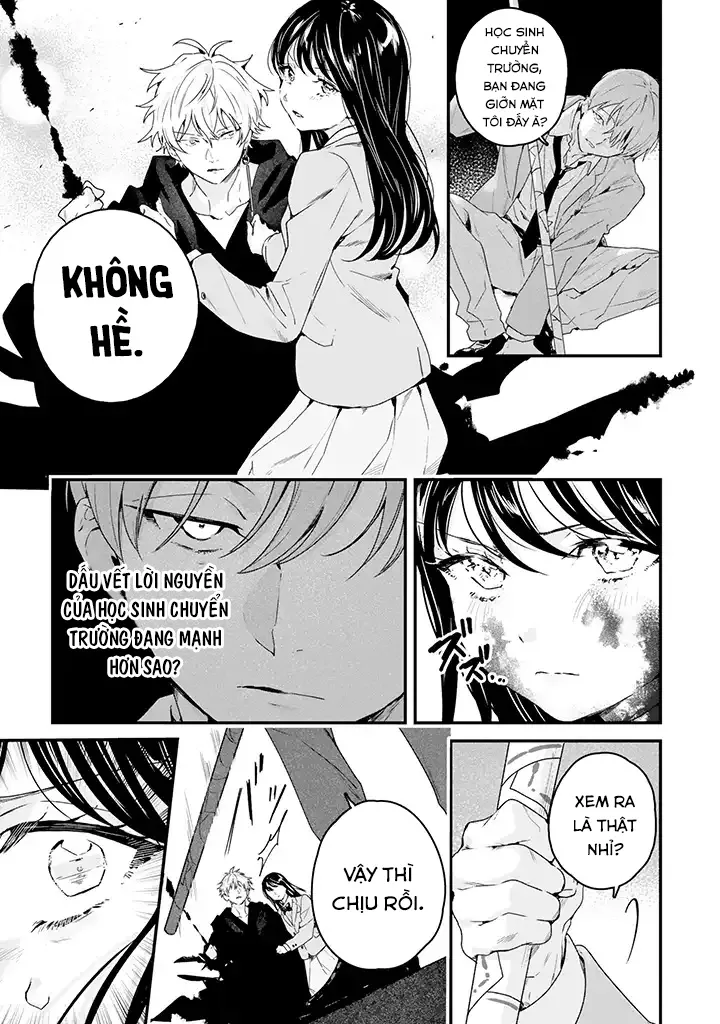 HỌC SINH
CHUYỂN
TRƯỜNG,
BẠN ĐANG
GIỠN MẶT
TÔI ĐẤY À?
KHÔNG
HỀ.
ズズズ...
DẤU VẾT LỜI NGUYỀN
CỦA HỌC SINH CHUYỂN
TRƯỜNG ĐANG MẠNH
HƠN SAO?
XEM RA
LÀ THẬT
NHỈ?
VẬY THÌ
CHỊU RỒI.